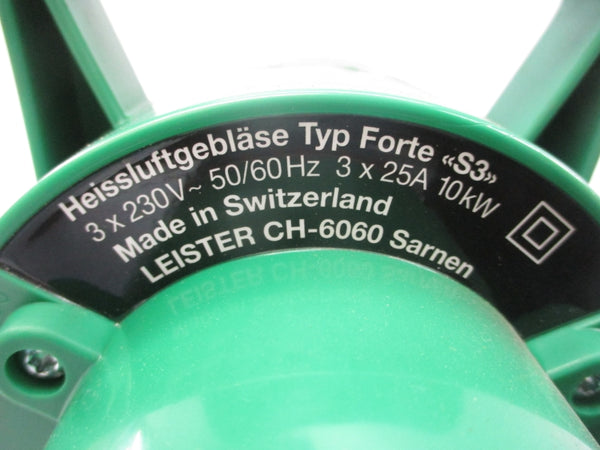 Heissluftgebläse Typ Forte «S3»
3 x 230V~ 50/60Hz 3 x 25A 10kW
Made in Switzerland
LEISTER CH-6060 Sarnen